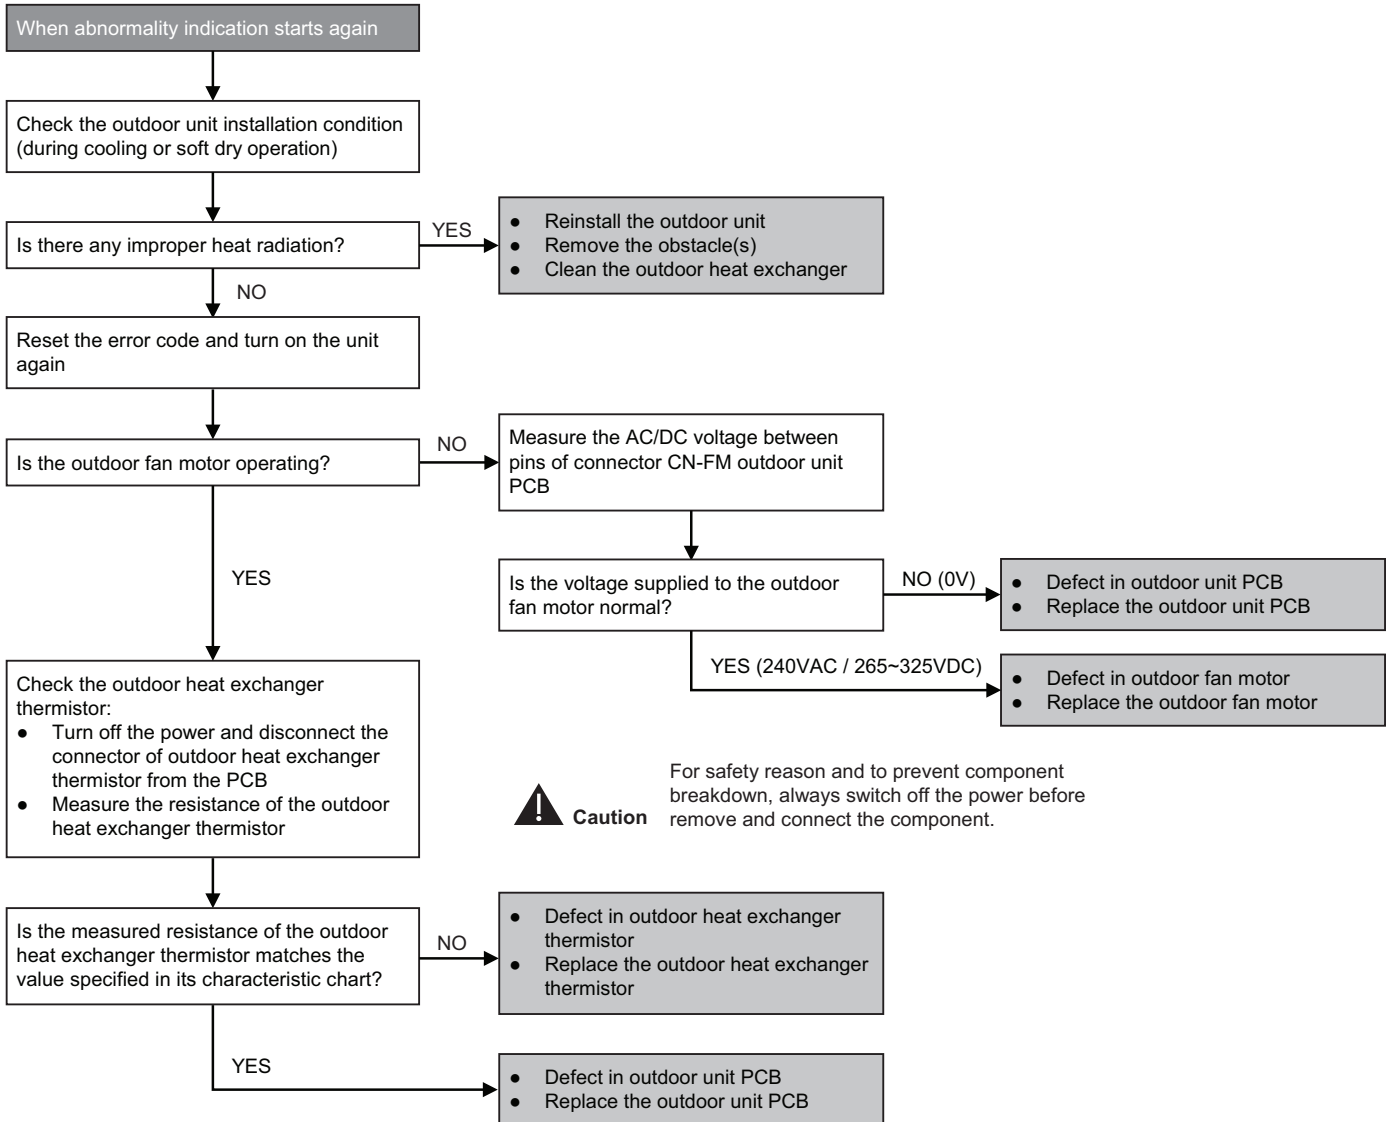 When abnormality indication starts again
Check the outdoor unit installation condition
(during cooling or soft dry operation)
Is there any improper heat radiation?
YES
● Reinstall the outdoor unit
● Remove the obstacle(s)
● Clean the outdoor heat exchanger
NO
Reset the error code and turn on the unit
again
Is the outdoor fan motor operating?
NO
Measure the AC/DC voltage between
pins of connector CN-FM outdoor unit
PCB
YES
Is the voltage supplied to the outdoor
fan motor normal?
NO (0V)
● Defect in outdoor unit PCB
● Replace the outdoor unit PCB
YES (240VAC / 265~325VDC)
● Defect in outdoor fan motor
● Replace the outdoor fan motor
Check the outdoor heat exchanger
thermistor:
● Turn off the power and disconnect the
connector of outdoor heat exchanger
thermistor from the PCB
● Measure the resistance of the outdoor
heat exchanger thermistor
Caution
For safety reason and to prevent component
breakdown, always switch off the power before
remove and connect the component.
Is the measured resistance of the outdoor
heat exchanger thermistor matches the
value specified in its characteristic chart?
NO
● Defect in outdoor heat exchanger
thermistor
● Replace the outdoor heat exchanger
thermistor
YES
● Defect in outdoor unit PCB
● Replace the outdoor unit PCB